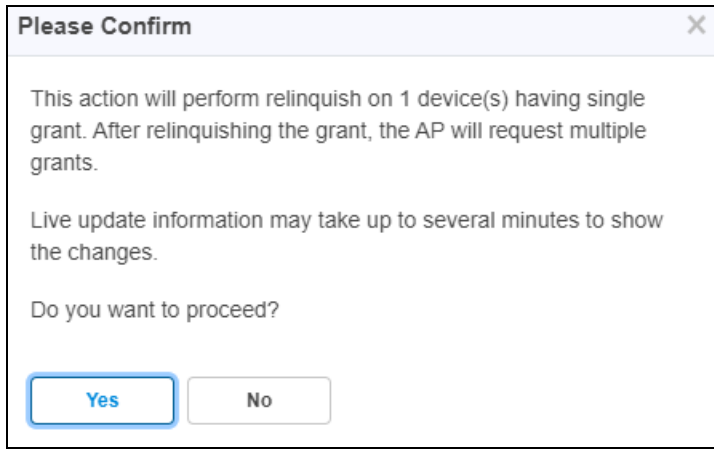 Please Confirm
This action will perform relinquish on 1 device(s) having single
grant. After relinquishing the grant, the AP will request multiple
grants.
Live update information may take up to several minutes to show
the changes.
Do you want to proceed?
Yes
No